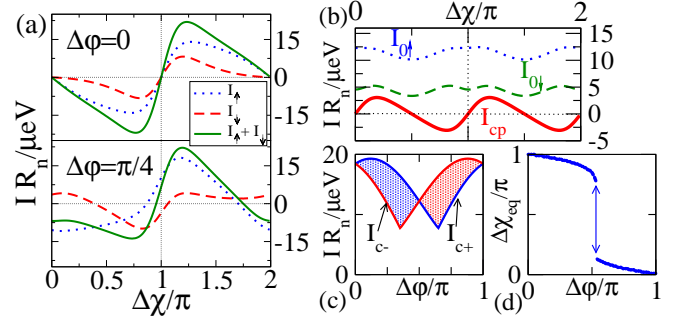 (a)
Δφ=0
15
0
-15
I↑
I↓
I↑+I↓
Δφ=π/4
15
0
-15
I R_n/μeV
0 0.5 1 1.5 2
Δχ/π
(b)
0 Δχ/π 2
I R_n/μeV
I_0↑
I_0↓
I_cp
15
10
5
0
-5
20
I R_n/μeV
0
I_c-
I_c+
0 Δφ/π 1
(c)
1
Δχ_eq/π
0
0 Δφ/π 1
(d)